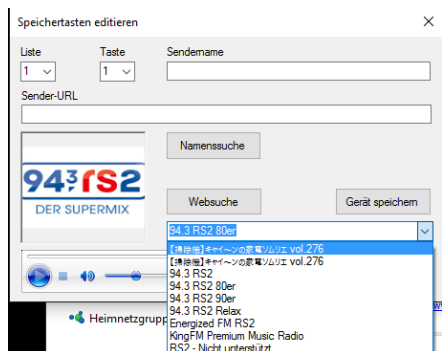 Speichertasten editieren
Liste Taste Sendername
1 1
Sender-URL
Namenssuche
94,3 rs2
DER SUPERMIX
Websuche Gerät speichern
94.3 RS2 80er
【掃除機】キャイ~ンの家電ソムリエ vol.276
【掃除機】キャイ~ンの家電ソムリエ vol.276
94.3 RS2
94.3 RS2 80er
94.3 RS2 90er
94.3 RS2 Relax
Energized FM RS2
KingFM Premium Music Radio
RS2 - Nicht unterstützt
Heimnetzgrupp